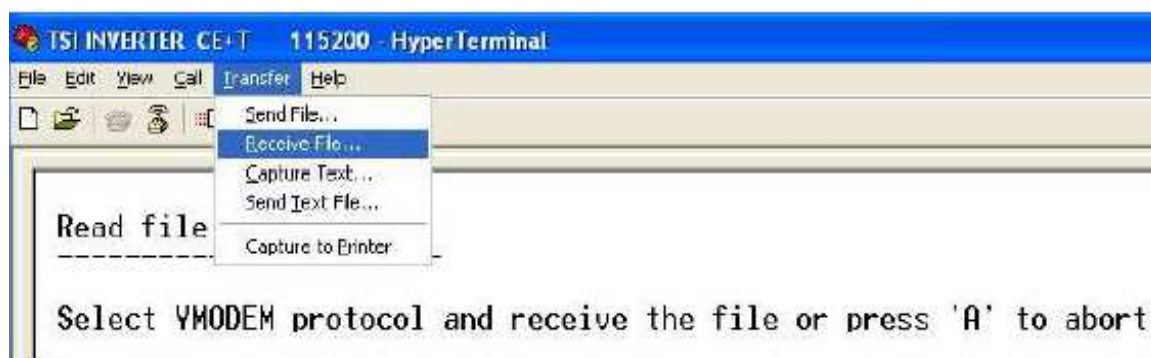 TSI INVERTER CE+T 115200 - HyperTerminal
File Edit View Call Transfer Help
Send File...
Receive File...
Capture Text...
Send Text File...
Capture to Printer
Read file
--------------------
Select YMODEM protocol and receive the file or press 'A' to abort